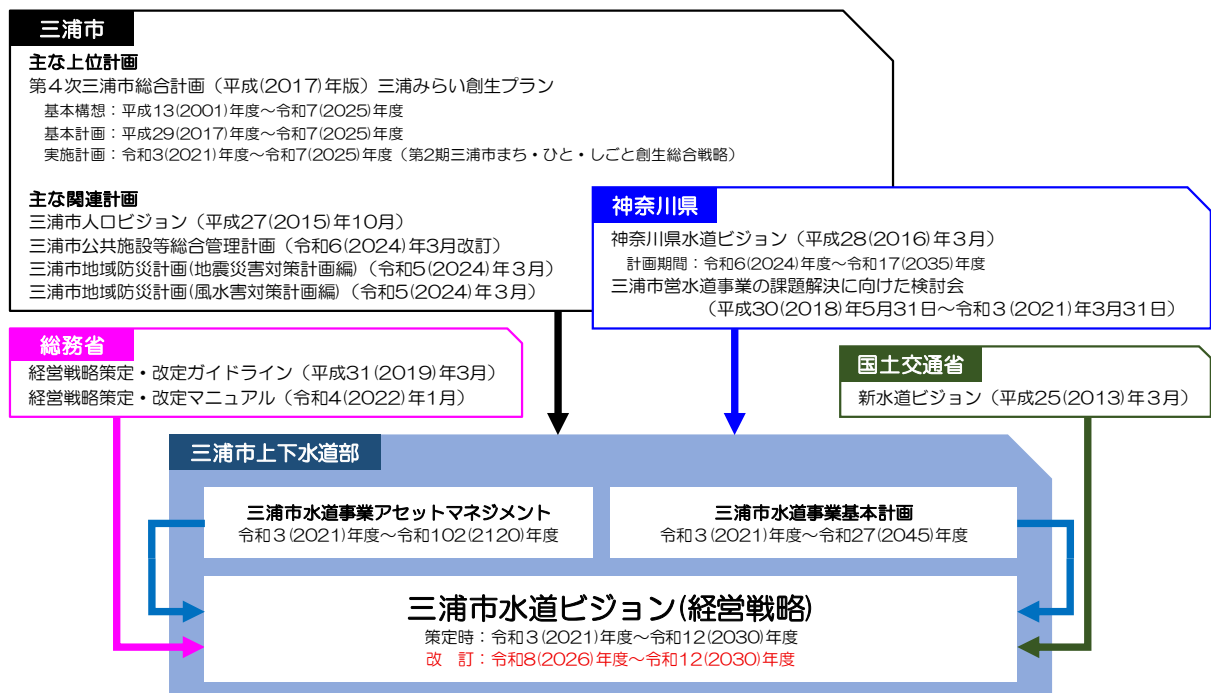 三浦市
主な上位計画
第４次三浦市総合計画（平成(2017)年版）三浦みらい創生プラン
基本構想：平成13(2001)年度～令和7(2025)年度
基本計画：平成29(2017)年度～令和7(2025)年度
実施計画：令和3(2021)年度～令和7(2025)年度（第2期三浦市まち・ひと・しごと創生総合戦略）
主な関連計画
三浦市人口ビジョン（平成27(2015)年10月）
三浦市公共施設等総合管理計画（令和6(2024)年3月改訂）
三浦市地域防災計画(地震災害対策計画編)（令和5(2024)年３月）
三浦市地域防災計画(風水害対策計画編)（令和5(2024)年３月）
神奈川県
神奈川県水道ビジョン（平成28(2016)年３月）
計画期間：令和6(2024)年度～令和17(2035)年度
三浦市営水道事業の課題解決に向けた検討会
（平成30(2018)年5月31日～令和３(2021)年3月31日）
総務省
経営戦略策定・改定ガイドライン（平成31(2019)年3月）
経営戦略策定・改定マニュアル（令和4(2022)年１月）
国土交通省
新水道ビジョン（平成25(2013)年３月）
三浦市上下水道部
三浦市水道事業アセットマネジメント
令和３(2021)年度～令和102(2120)年度
三浦市水道事業基本計画
令和３(2021)年度～令和27(2045)年度
三浦市水道ビジョン(経営戦略)
策定時：令和３(2021)年度～令和12(2030)年度
改　訂：令和8(2026)年度～令和12(2030)年度